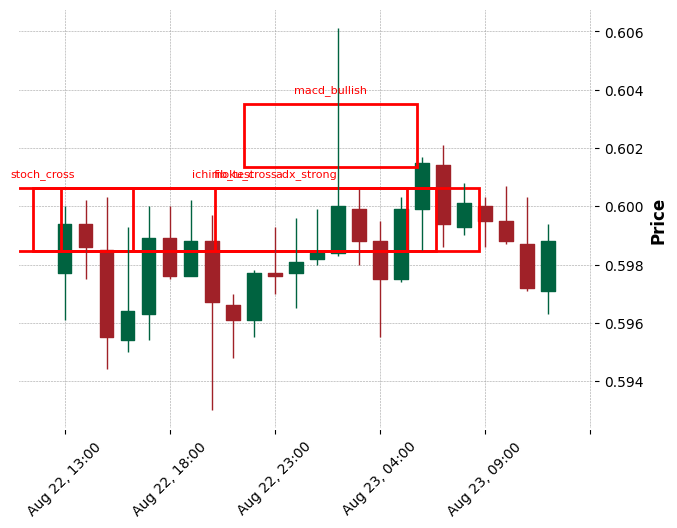 0.606
0.604
macd_bullish
0.602
stoch_cross
adx_strong
0.600
Price
0.598
0.596
0.594
Aug 22, 13:00
Aug 22, 18:00
Aug 22, 23:00
Aug 23, 04:00
Aug 23, 09:00